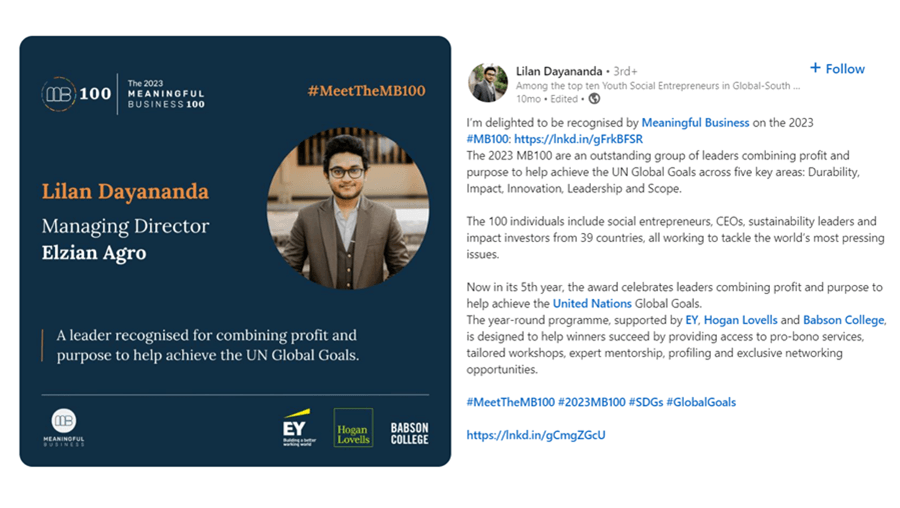 MB 100
The 2023
MEANINGFUL
BUSINESS 100
#MeetTheMB100
Lilan Dayananda
Managing Director
Elzian Agro
A leader recognised for combining profit and
purpose to help achieve the UN Global Goals.
MB
MEANINGFUL
BUSINESS
EY
Building a better
working world
Hogan
Lovells
BABSON
COLLEGE
Lilan Dayananda • 3rd+
+ Follow
Among the top ten Youth Social Entrepreneurs in Global-South ...
10mo • Edited •
I'm delighted to be recognised by Meaningful Business on the 2023
#MB100: https://lnkd.in/gFrkBFSR
The 2023 MB100 are an outstanding group of leaders combining profit and
purpose to help achieve the UN Global Goals across five key areas: Durability,
Impact, Innovation, Leadership and Scope.
The 100 individuals include social entrepreneurs, CEOs, sustainability leaders and
impact investors from 39 countries, all working to tackle the world's most pressing
issues.
Now in its 5th year, the award celebrates leaders combining profit and purpose to
help achieve the United Nations Global Goals.
The year-round programme, supported by EY, Hogan Lovells and Babson College,
is designed to help winners succeed by providing access to pro-bono services,
tailored workshops, expert mentorship, profiling and exclusive networking
opportunities.
#MeetTheMB100 #2023MB100 #SDGs #GlobalGoals
https://lnkd.in/gCmgZGcU